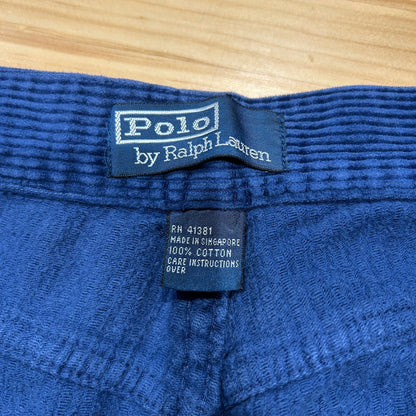 Polo
by Ralph Lauren
RN 41381
MADE IN SINGAPORE
100% COTTON
CARE INSTRUCTIONS
OVER